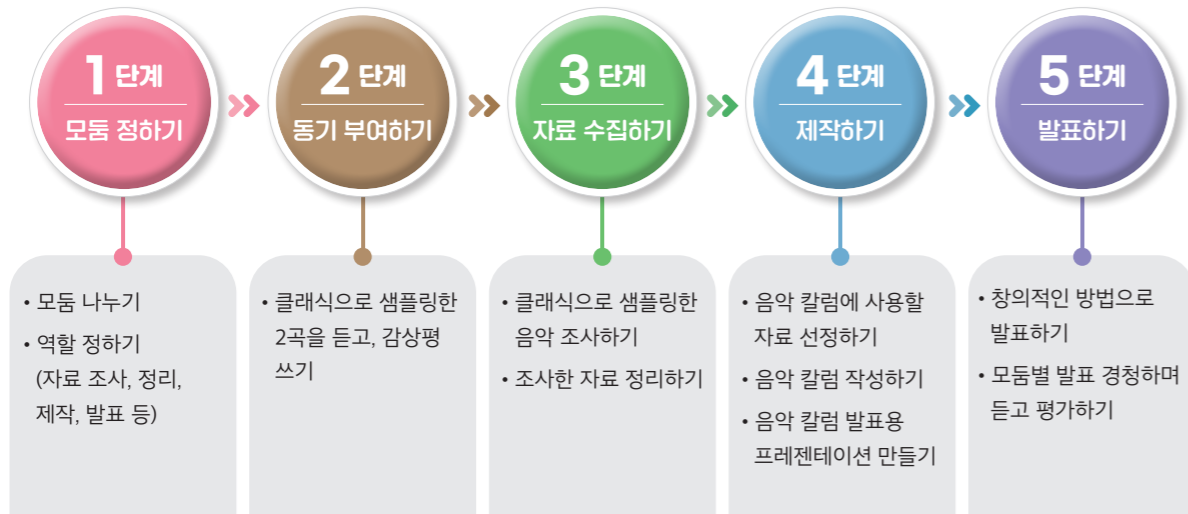 1 단계
모둠 정하기
2 단계
동기 부여하기
3 단계
자료 수집하기
4 단계
제작하기
5 단계
발표하기
• 모둠 나누기
• 역할 정하기
(자료 조사, 정리,
제작, 발표 등)
• 클래식으로 샘플링한
2곡을 듣고, 감상평
쓰기
• 클래식으로 샘플링한
음악 조사하기
• 조사한 자료 정리하기
• 음악 칼럼에 사용할
자료 선정하기
• 음악 칼럼 작성하기
• 음악 칼럼 발표용
프레젠테이션 만들기
• 창의적인 방법으로
발표하기
• 모둠별 발표 경청하며
듣고 평가하기